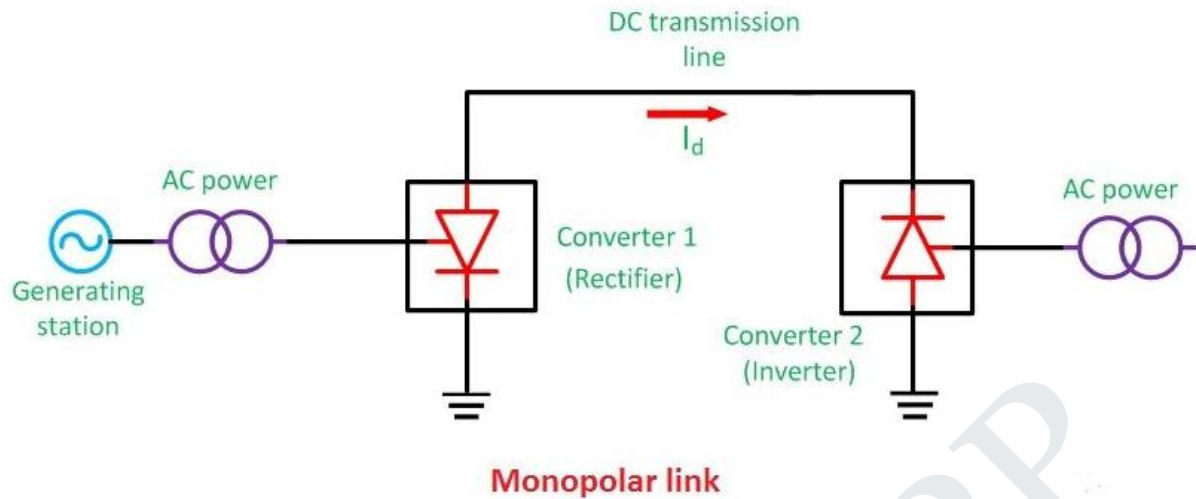 DC transmission
line
I_d
AC power
AC power
Converter 1
(Rectifier)
Generating
station
Converter 2
(Inverter)
Monopolar link